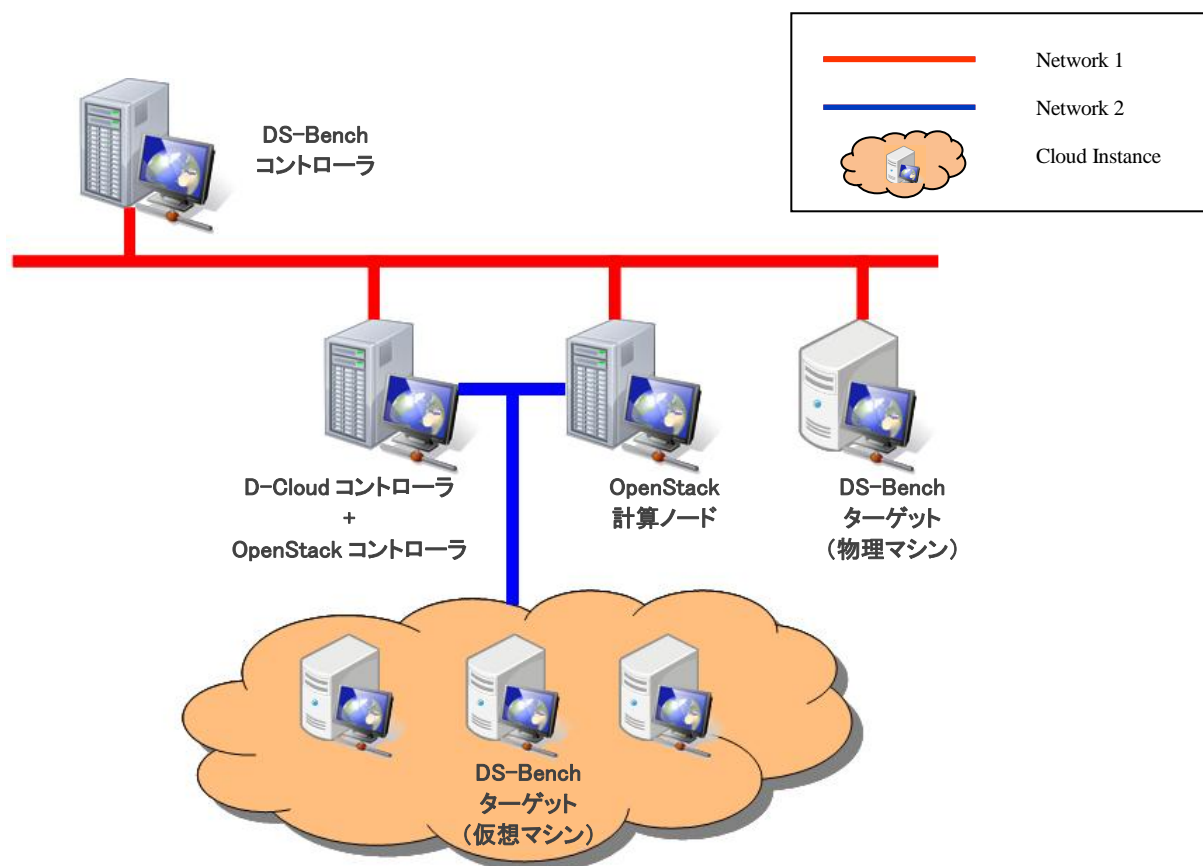 Network 1
Network 2
Cloud Instance
DS-Bench
コントローラ
D-Cloud コントローラ
+
OpenStack コントローラ
OpenStack
計算ノード
DS-Bench
ターゲット
(物理マシン)
DS-Bench
ターゲット
(仮想マシン)